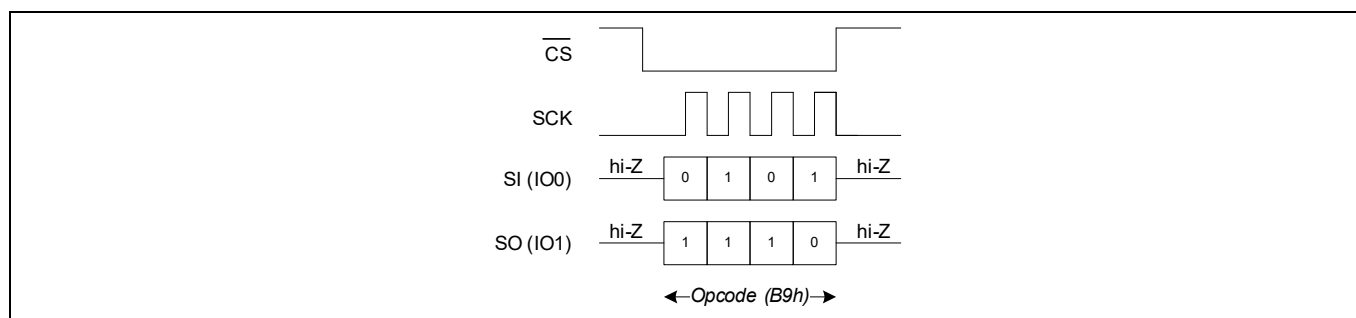 CS
SCK
SI (IO0) hi-Z 0 1 0 1 hi-Z
SO (IO1) hi-Z 1 1 1 0 hi-Z
Opcode (B9h)